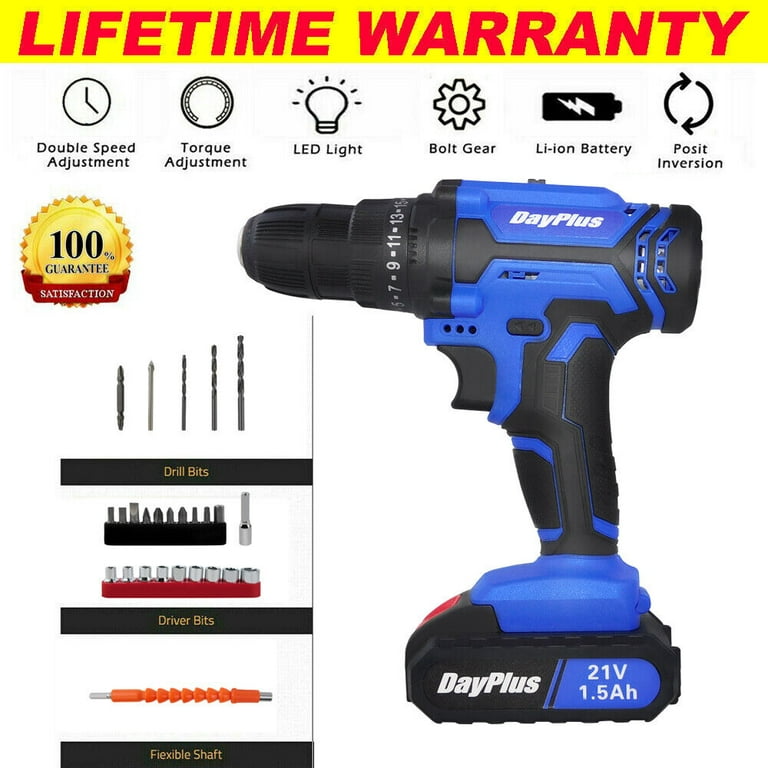 LIFETIME WARRANTY
Double Speed
Adjustment
Torque
Adjustment
LED Light
Bolt Gear
Li-ion Battery
Posit
Inversion
100%
GUARANTEE
SATISFACTION
DayPlus
5 7 9 11 13 15
Drill Bits
Driver Bits
Flexible Shaft
DayPlus
21V
1.5Ah